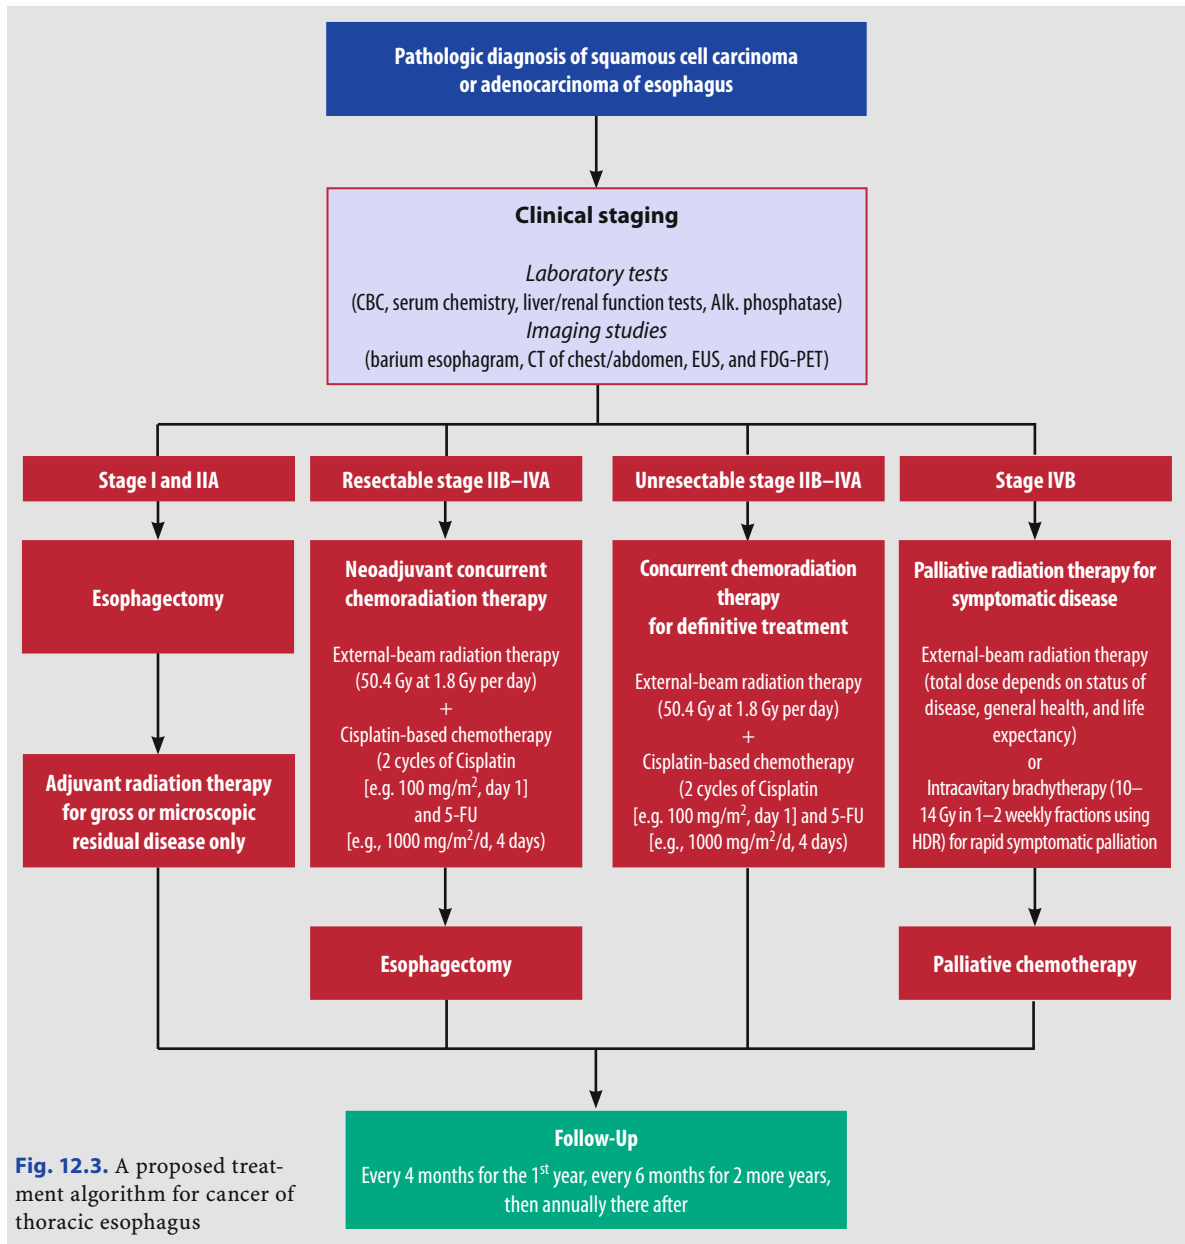 Pathologic diagnosis of squamous cell carcinoma
or adenocarcinoma of esophagus
Clinical staging
Laboratory tests
(CBC, serum chemistry, liver/renal function tests, Alk. phosphatase)
Imaging studies
(barium esophagram, CT of chest/abdomen, EUS, and FDG-PET)
Stage I and IIA
Esophagectomy
Adjuvant radiation therapy
for gross or microscopic
residual disease only
Resectable stage IIB–IVA
Neoadjuvant concurrent
chemoradiation therapy
External-beam radiation therapy
(50.4 Gy at 1.8 Gy per day)
+
Cisplatin-based chemotherapy
(2 cycles of Cisplatin
[e.g. 100 mg/m², day 1]
and 5-FU
[e.g., 1000 mg/m²/d, 4 days)
Esophagectomy
Unresectable stage IIB–IVA
Concurrent chemoradiation
therapy
for definitive treatment
External-beam radiation therapy
(50.4 Gy at 1.8 Gy per day)
+
Cisplatin-based chemotherapy
(2 cycles of Cisplatin
[e.g. 100 mg/m², day 1] and 5-FU
[e.g., 1000 mg/m²/d, 4 days)
Stage IVB
Palliative radiation therapy for
symptomatic disease
External-beam radiation therapy
(total dose depends on status of
disease, general health, and life
expectancy)
or
Intracavitary brachytherapy (10–
14 Gy in 1–2 weekly fractions using
HDR) for rapid symptomatic palliation
Palliative chemotherapy
Follow-Up
Every 4 months for the 1st year, every 6 months for 2 more years,
then annually there after
Fig. 12.3. A proposed treat-
ment algorithm for cancer of
thoracic esophagus